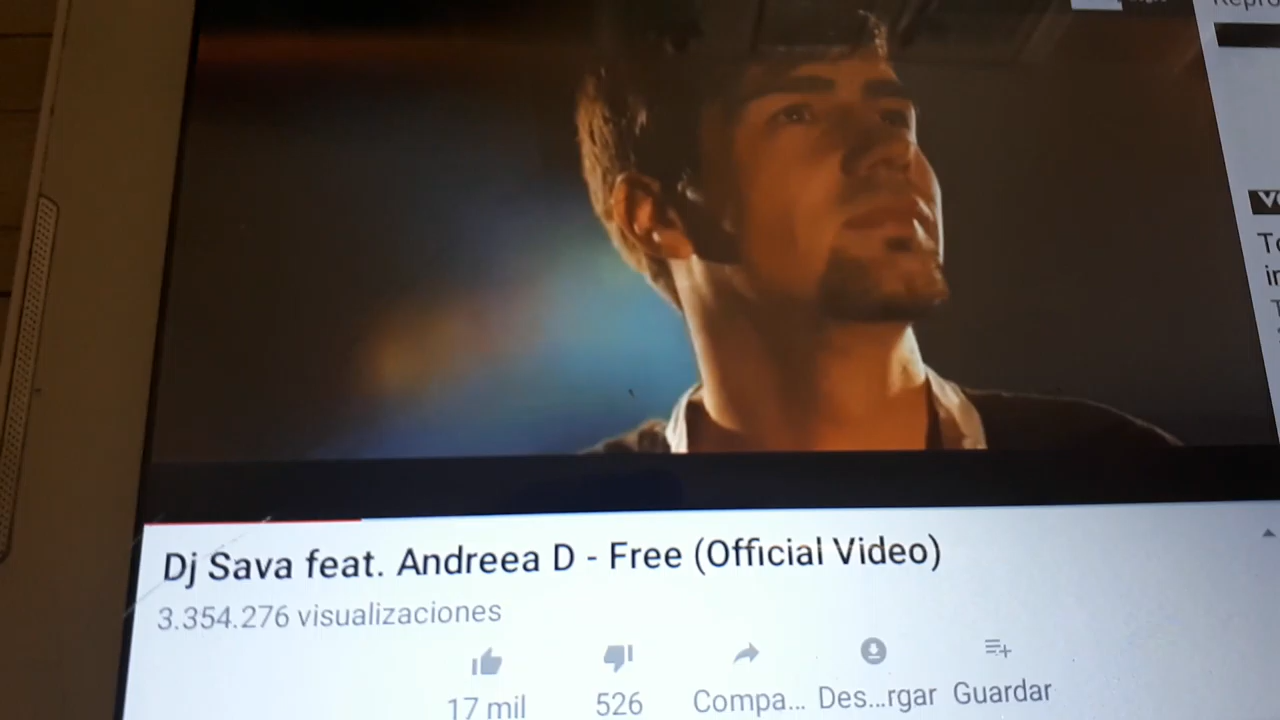 Dj Sava feat. Andreea D - Free (Official Video)
3.354.276 visualizaciones
17 mil
526
Compa...
Des...rgar
Guardar